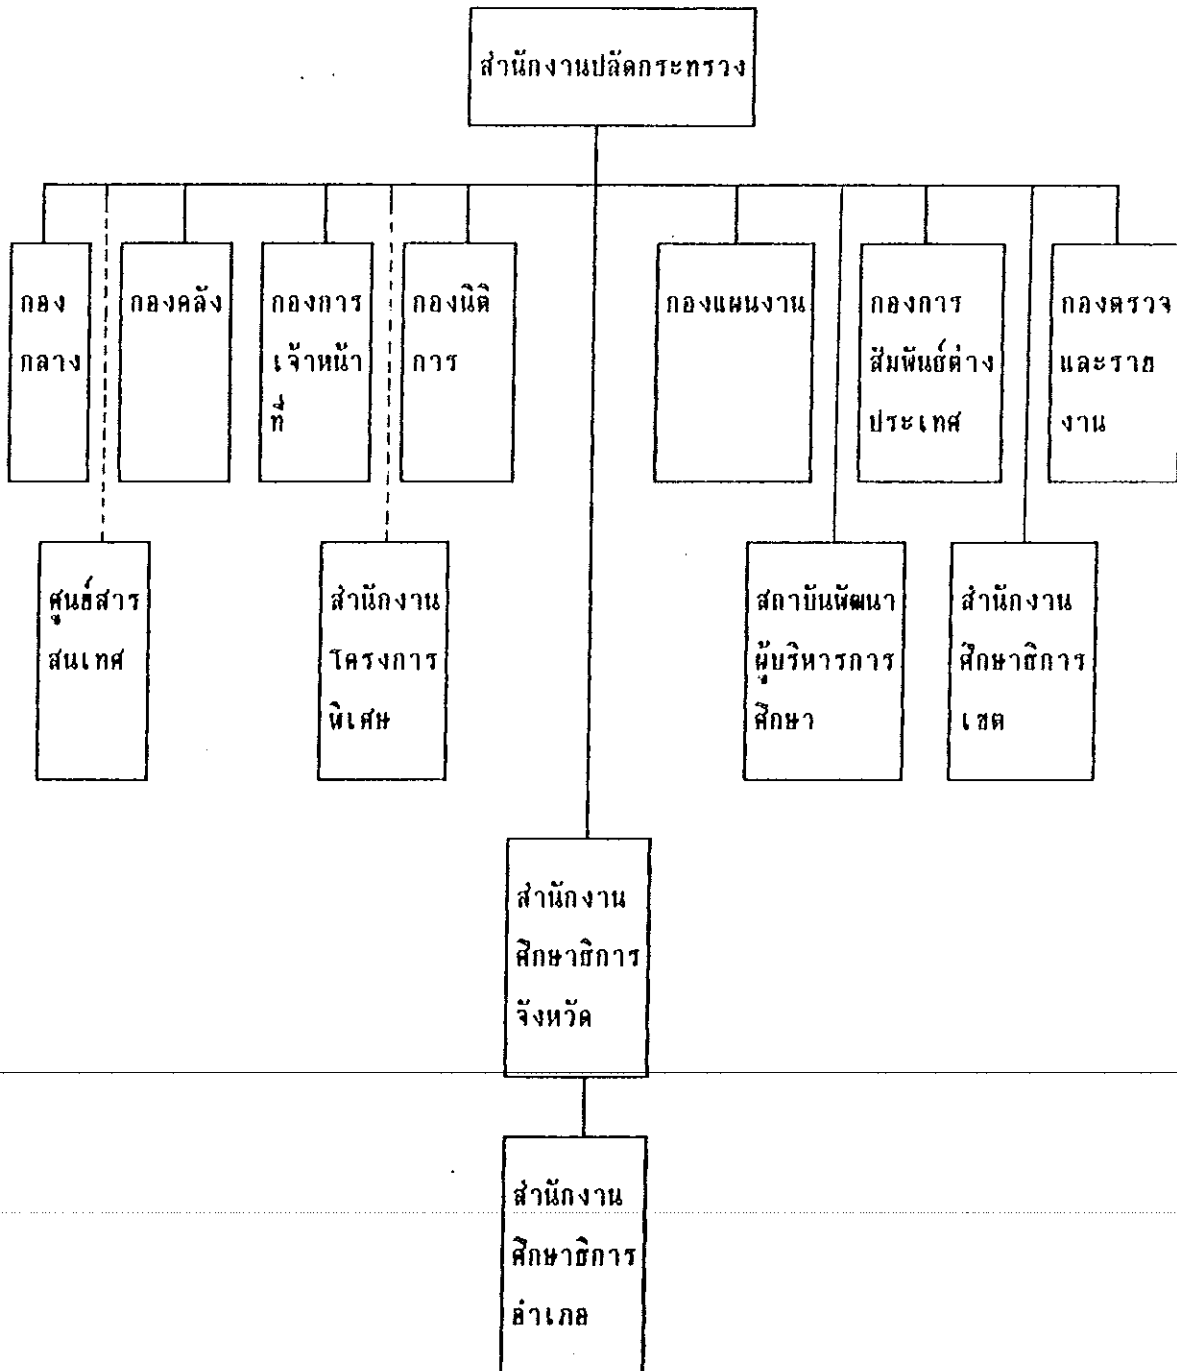 สำนักงานปลัดกระทรวง
กอง
กลาง
กองคลัง
กองการ
เจ้าหน้า
ที่
กองนิติ
การ
กองแผนงาน
กองการ
สัมพันธ์ต่าง
ประเทศ
กองตรวจ
และราย
งาน
ศูนย์สาร
สนเทศ
สำนักงาน
โครงการ
พิเศษ
สถาบันพัฒนา
ผู้บริหารการ
ศึกษา
สำนักงาน
ศึกษาธิการ
เขต
สำนักงาน
ศึกษาธิการ
จังหวัด
สำนักงาน
ศึกษาธิการ
อำเภอ